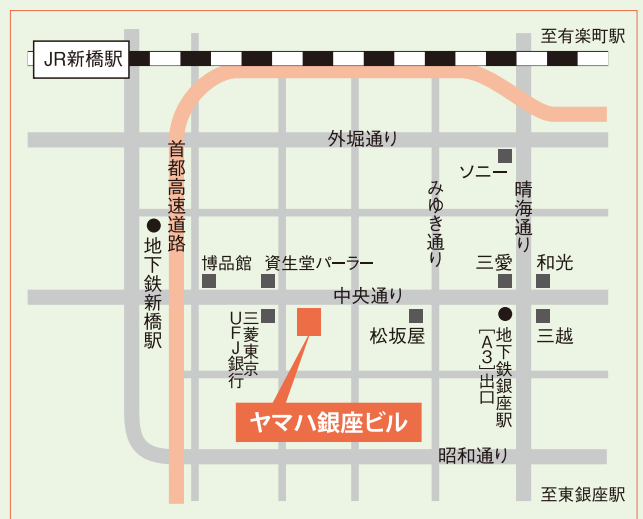 至有楽町駅
JR新橋駅
外堀通り
首都高速道路
ソニー
みゆき通り
晴海通り
地下鉄新橋駅
博品館
資生堂パーラー
三愛
和光
中央通り
三菱東京
UFJ銀行
松坂屋
地下鉄銀座駅
［A3］出口
三越
ヤマハ銀座ビル
昭和通り
至東銀座駅